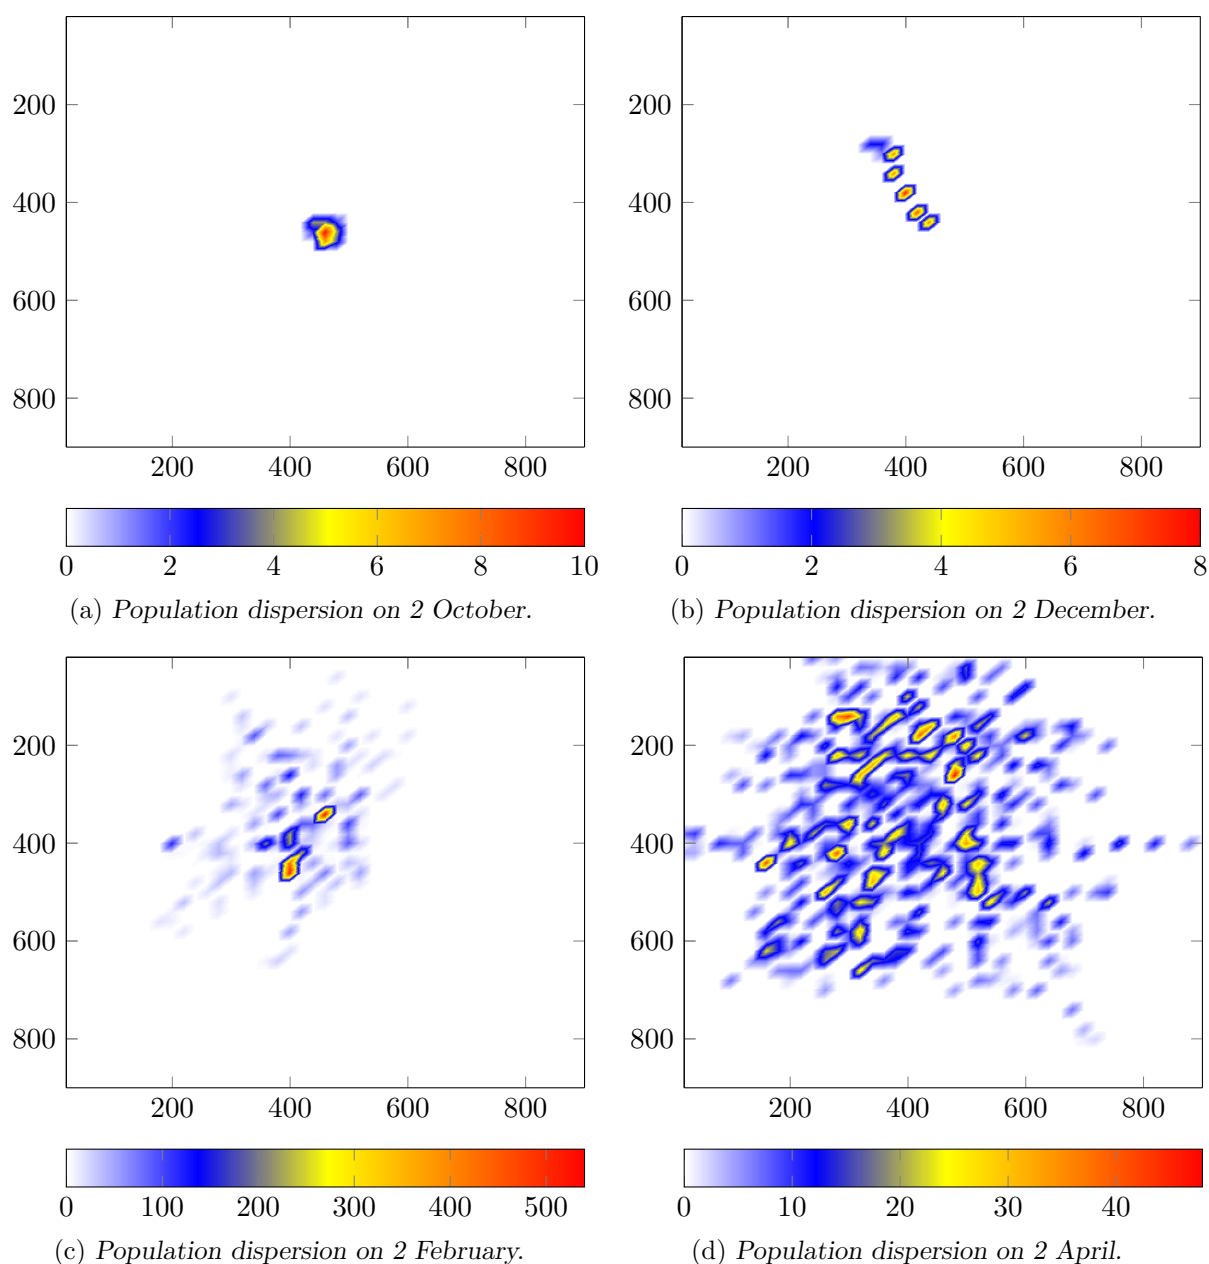 200
400
600
800
200 400 600 800
0 2 4 6 8 10
(a) Population dispersion on 2 October.
200
400
600
800
200 400 600 800
0 2 4 6 8
(b) Population dispersion on 2 December.
200
400
600
800
200 400 600 800
0 100 200 300 400 500
(c) Population dispersion on 2 February.
200
400
600
800
200 400 600 800
0 10 20 30 40
(d) Population dispersion on 2 April.